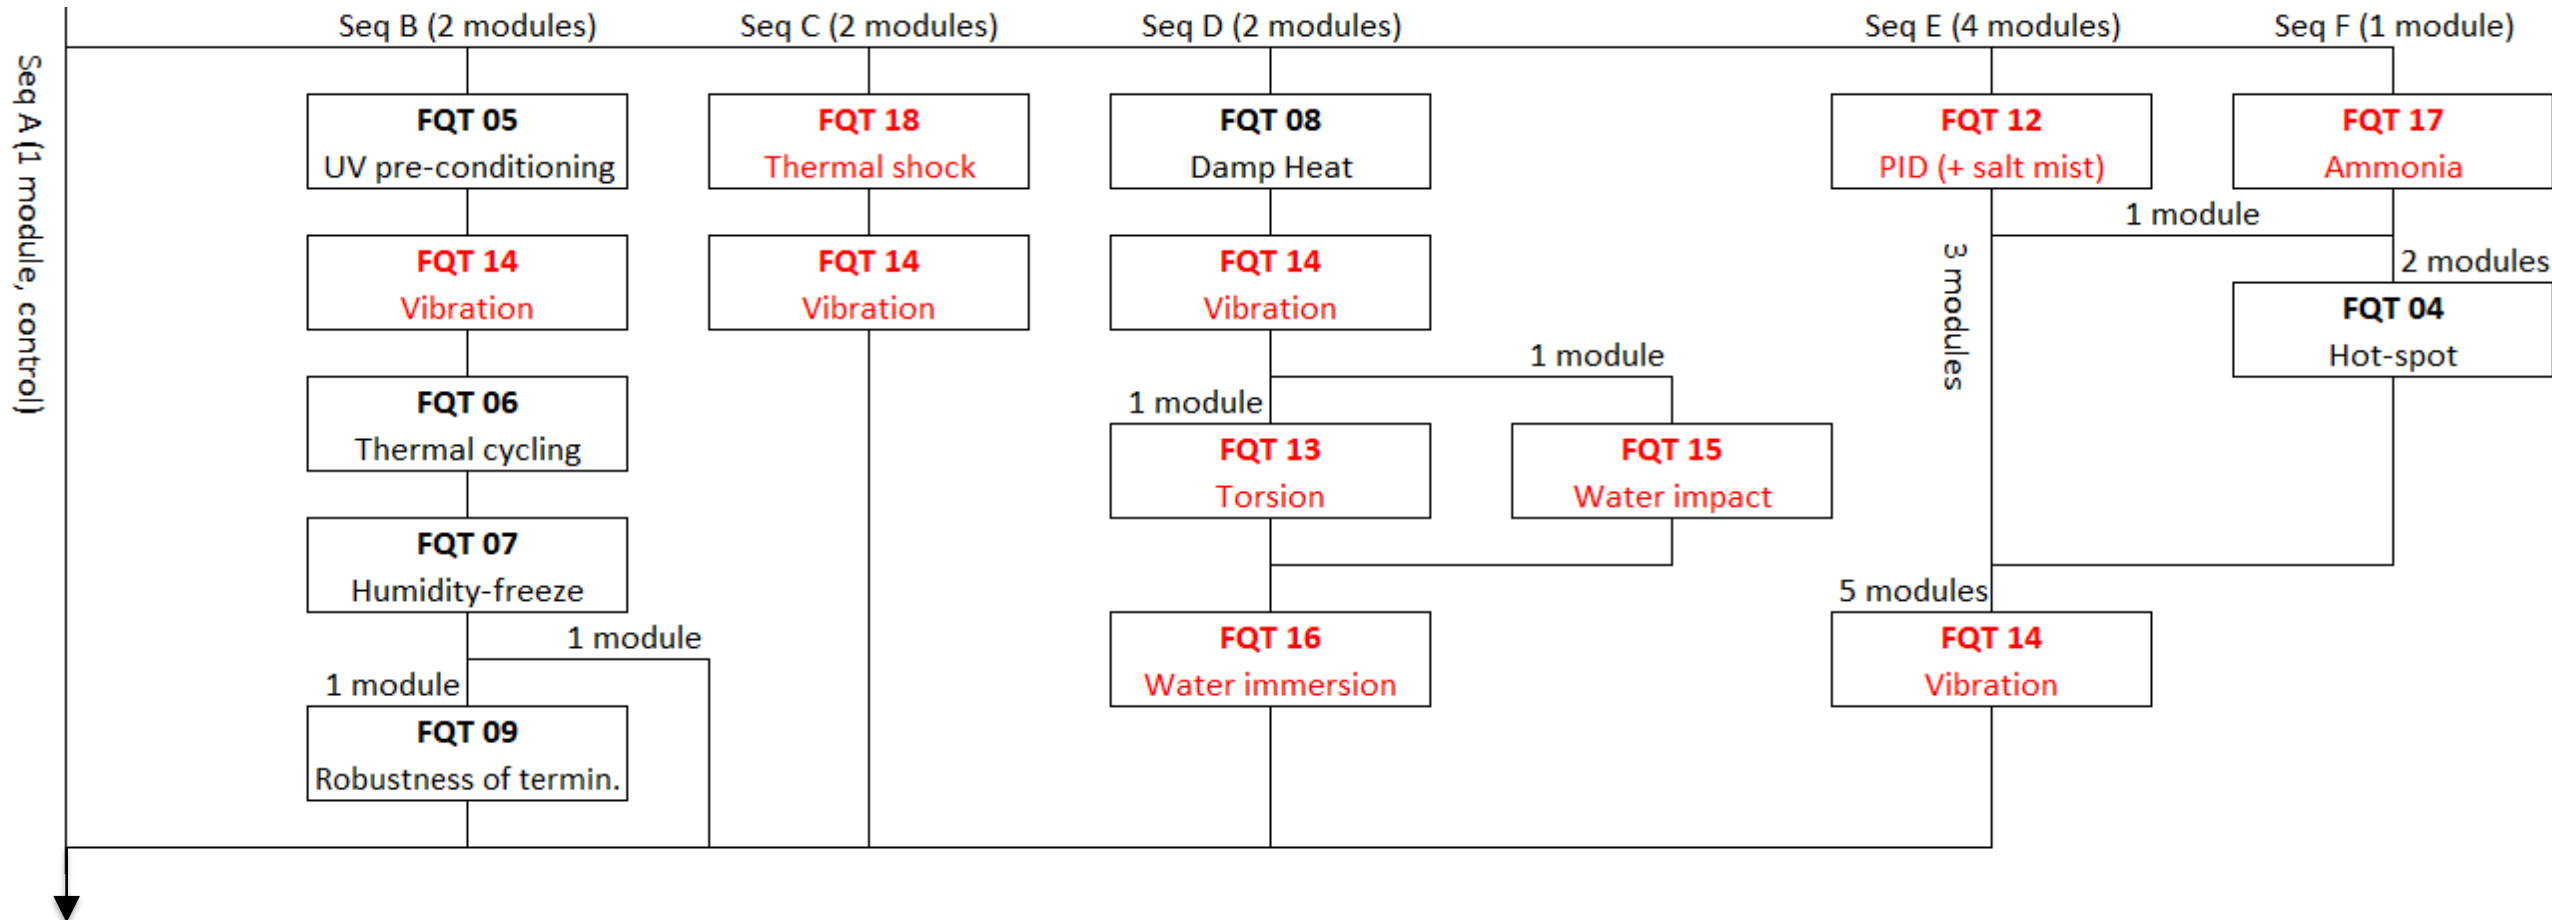 Seq A (1 module, control)
Seq B (2 modules)
Seq C (2 modules)
Seq D (2 modules)
Seq E (4 modules)
Seq F (1 module)
FQT 05
UV pre-conditioning
FQT 18
Thermal shock
FQT 08
Damp Heat
FQT 12
PID (+ salt mist)
FQT 17
Ammonia
1 module
FQT 14
Vibration
FQT 14
Vibration
FQT 14
Vibration
3 modules
2 modules
FQT 04
Hot-spot
1 module
1 module
FQT 06
Thermal cycling
FQT 13
Torsion
FQT 15
Water impact
FQT 07
Humidity-freeze
5 modules
1 module
1 module
FQT 16
Water immersion
FQT 14
Vibration
FQT 09
Robustness of termin.